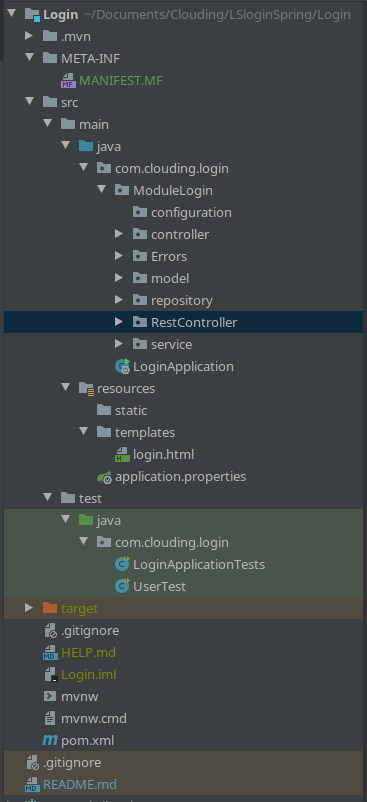 Login ~/Documents/Clouding/LSloginSpring/Login
.mvn
META-INF
MANIFEST.MF
src
main
java
com.clouding.login
ModuleLogin
configuration
controller
Errors
model
repository
RestController
service
LoginApplication
resources
static
templates
login.html
application.properties
test
java
com.clouding.login
LoginApplicationTests
UserTest
target
.gitignore
HELP.md
Login.iml
mvnw
mvnw.cmd
pom.xml
.gitignore
README.md